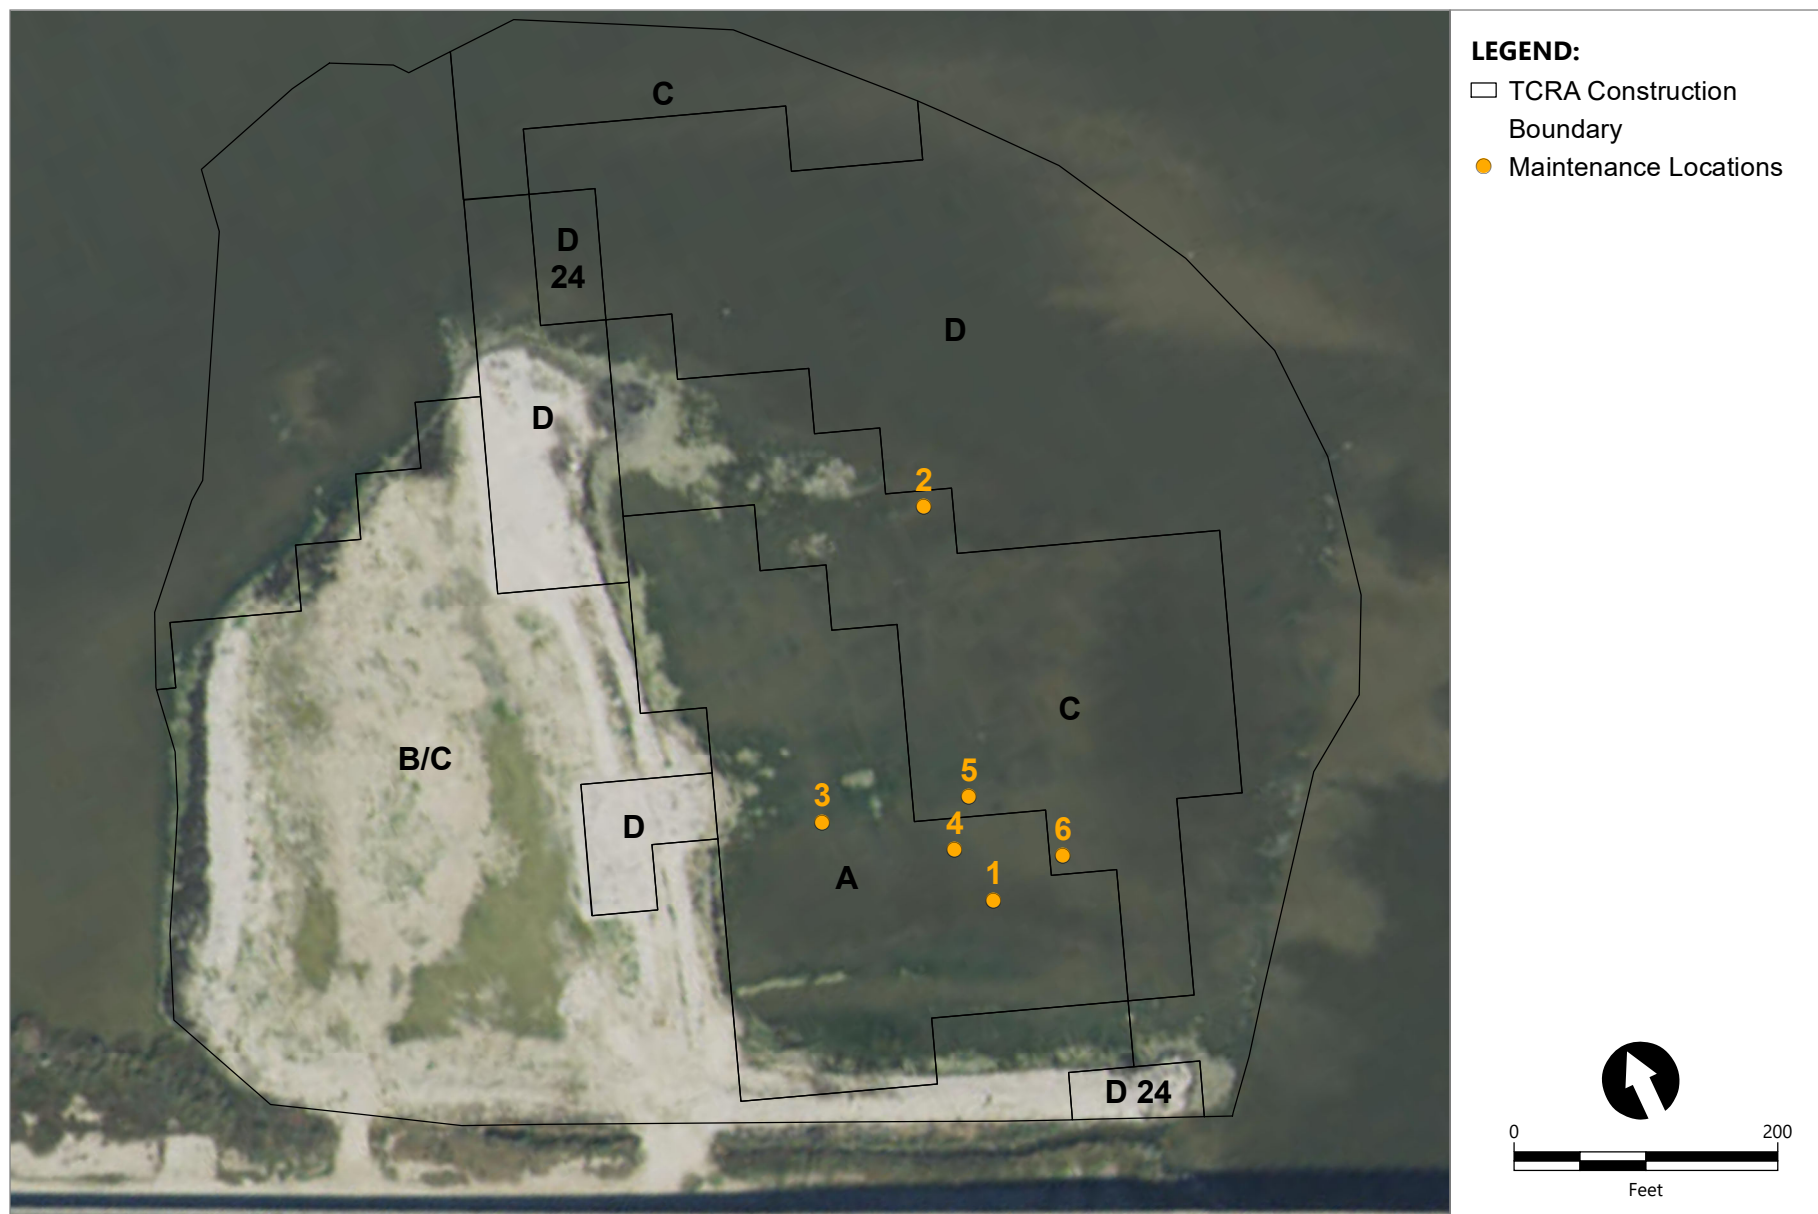 LEGEND:
TCRA Construction
Boundary
Maintenance Locations
C
D
24
D
D
2
C
B/C
5
3
4
6
D
1
A
D 24
0 200
Feet